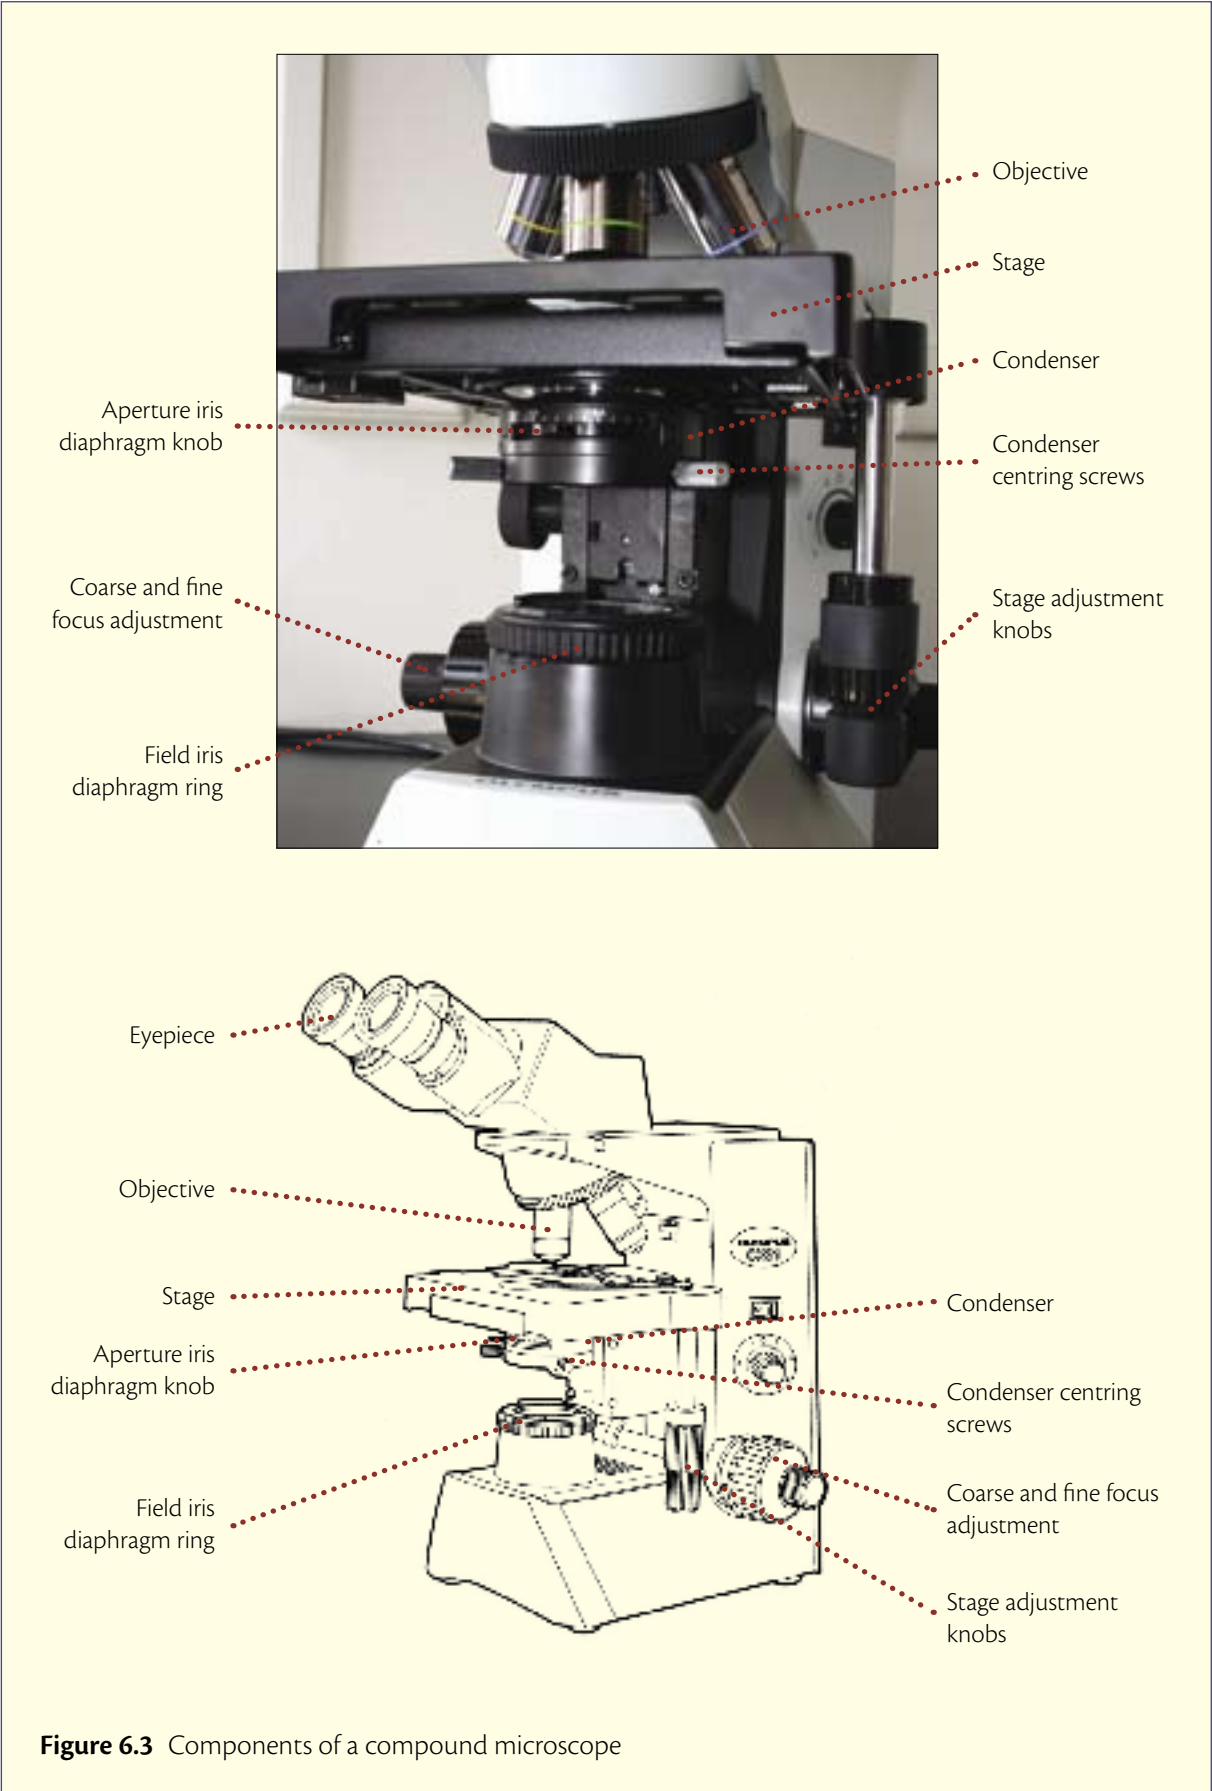 Objective
Stage
Condenser
Aperture iris
diaphragm knob
Condenser
centring screws
Coarse and fine
focus adjustment
Stage adjustment
knobs
Field iris
diaphragm ring
Eyepiece
Objective
Stage
Condenser
Aperture iris
diaphragm knob
Condenser centring
screws
Coarse and fine focus
adjustment
Field iris
diaphragm ring
Stage adjustment
knobs
Figure 6.3 Components of a compound microscope